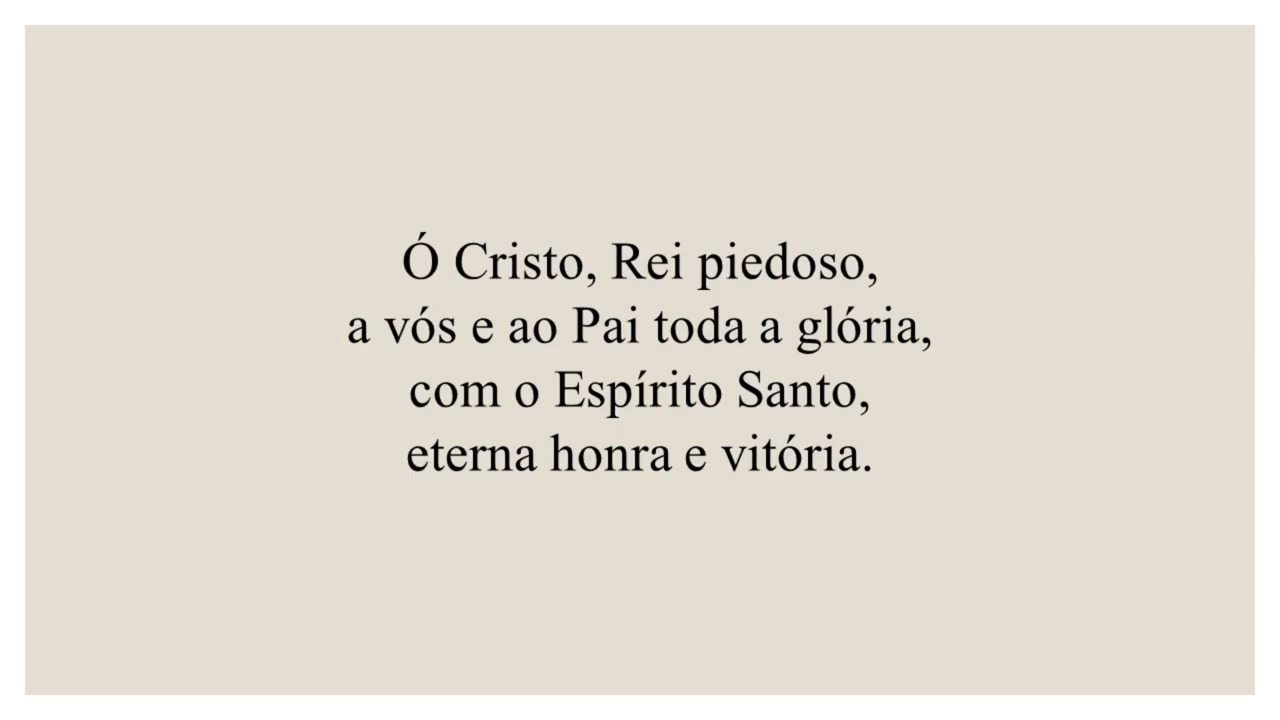 Ó Cristo, Rei piedoso,
a vós e ao Pai toda a glória,
com o Espírito Santo,
eterna honra e vitória.